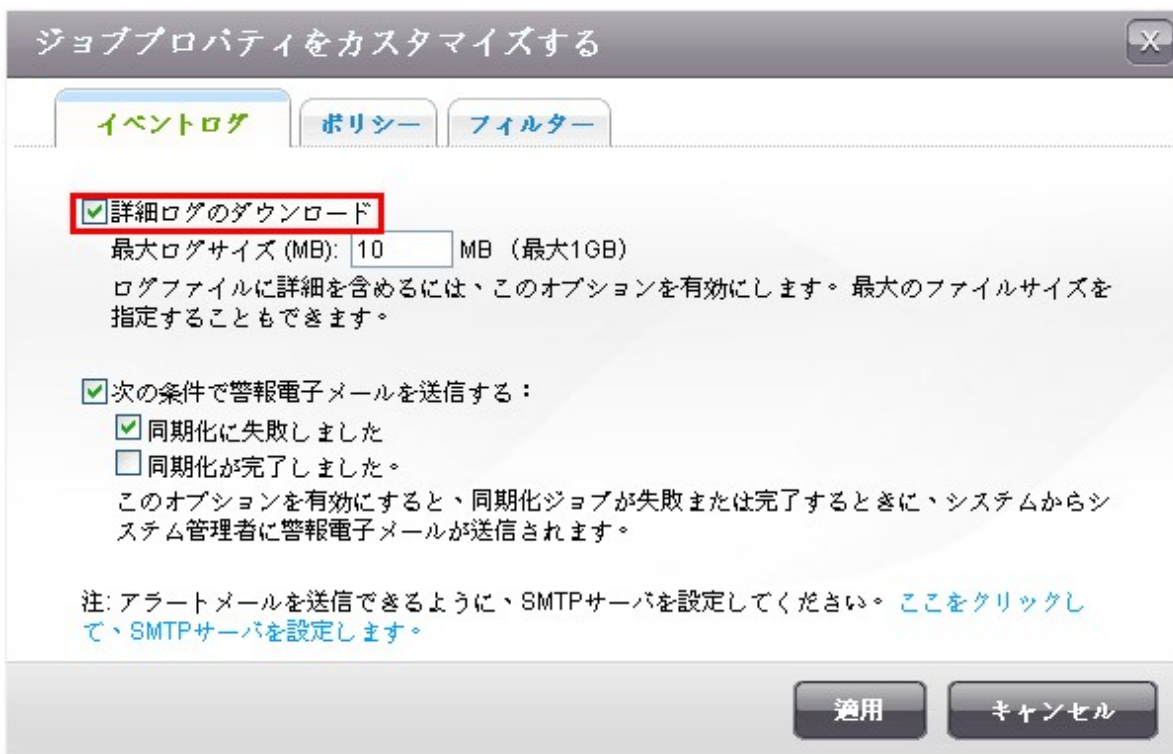 ジョブプロパティをカスタマイズする
X
イベントログ
ポリシー
フィルター
詳細ログのダウンロード
最大ログサイズ (MB): 10 MB (最大1GB)
ログファイルに詳細を含めるには、このオプションを有効にします。 最大のファイルサイズを
指定することもできます。
次の条件で警報電子メールを送信する：
同期化に失敗しました
同期化が完了しました。
このオプションを有効にすると、同期化ジョブが失敗または完了するときに、システムからシ
ステム管理者に警報電子メールが送信されます。
注: アラートメールを送信できるように、SMTPサーバを設定してください。 ここをクリックし
て、SMTPサーバを設定します。
適用
キャンセル